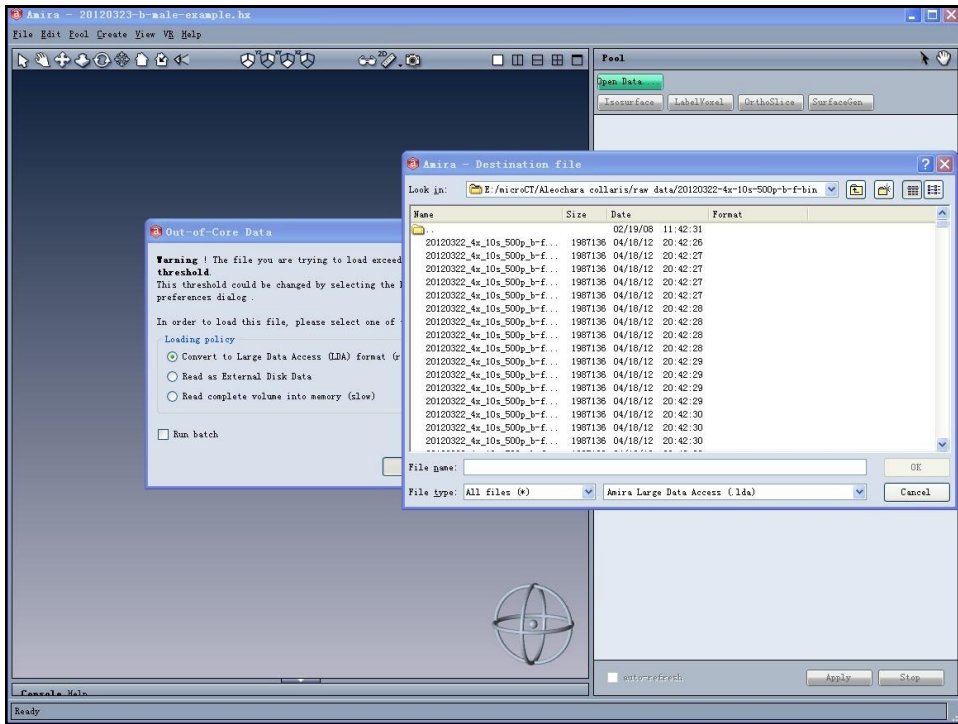 Amira - 20120323-b-male-example.hx
File Edit Pool Create View VR Help
Pool
Open Data...
Isosurface LabelVoxel OrthoSlice SurfaceGen
Amira - Destination file
Look in: E:/microCT/Aleochara collaris/raw data/20120322-4x-10s-500p-b-f-bin
Name Size Date Format
.. 02/19/08 11:42:31
20120322_4x_10s_500p_b-f... 1987136 04/18/12 20:42:26
20120322_4x_10s_500p_b-f... 1987136 04/18/12 20:42:27
20120322_4x_10s_500p_b-f... 1987136 04/18/12 20:42:27
20120322_4x_10s_500p_b-f... 1987136 04/18/12 20:42:27
20120322_4x_10s_500p_b-f... 1987136 04/18/12 20:42:27
20120322_4x_10s_500p_b-f... 1987136 04/18/12 20:42:28
20120322_4x_10s_500p_b-f... 1987136 04/18/12 20:42:28
20120322_4x_10s_500p_b-f... 1987136 04/18/12 20:42:28
20120322_4x_10s_500p_b-f... 1987136 04/18/12 20:42:28
20120322_4x_10s_500p_b-f... 1987136 04/18/12 20:42:29
20120322_4x_10s_500p_b-f... 1987136 04/18/12 20:42:29
20120322_4x_10s_500p_b-f... 1987136 04/18/12 20:42:29
20120322_4x_10s_500p_b-f... 1987136 04/18/12 20:42:29
20120322_4x_10s_500p_b-f... 1987136 04/18/12 20:42:30
20120322_4x_10s_500p_b-f... 1987136 04/18/12 20:42:30
20120322_4x_10s_500p_b-f... 1987136 04/18/12 20:42:30
File name: OK
File type: All files (*) Amira Large Data Access (.lda) Cancel
Out-of-Core Data
Warning ! The file you are trying to load exceed
threshold.
This threshold could be changed by selecting the
preferences dialog .
In order to load this file, please select one of
Loading policy
Convert to Large Data Access (LDA) format (r
Read as External Disk Data
Read complete volume into memory (slow)
Run batch
auto-refresh Apply Stop
Console Help
Ready